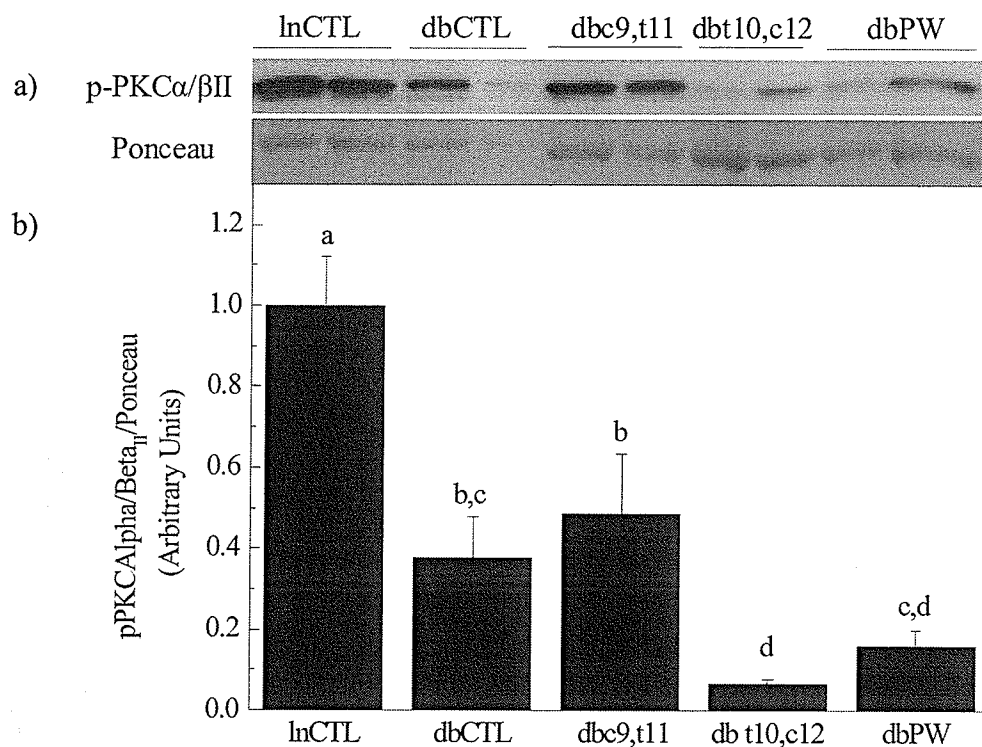 lnCTL dbCTL dbc9,t11 dbt10,c12 dbPW
a) p-PKCα/βII
Ponceau
b)
1.2
1.0
0.8
0.6
0.4
0.2
0.0
pPKCAlpha/Beta_II/Ponceau
(Arbitrary Units)
a
b,c
b
d
c,d
lnCTL dbCTL dbc9,t11 db t10,c12 dbPW